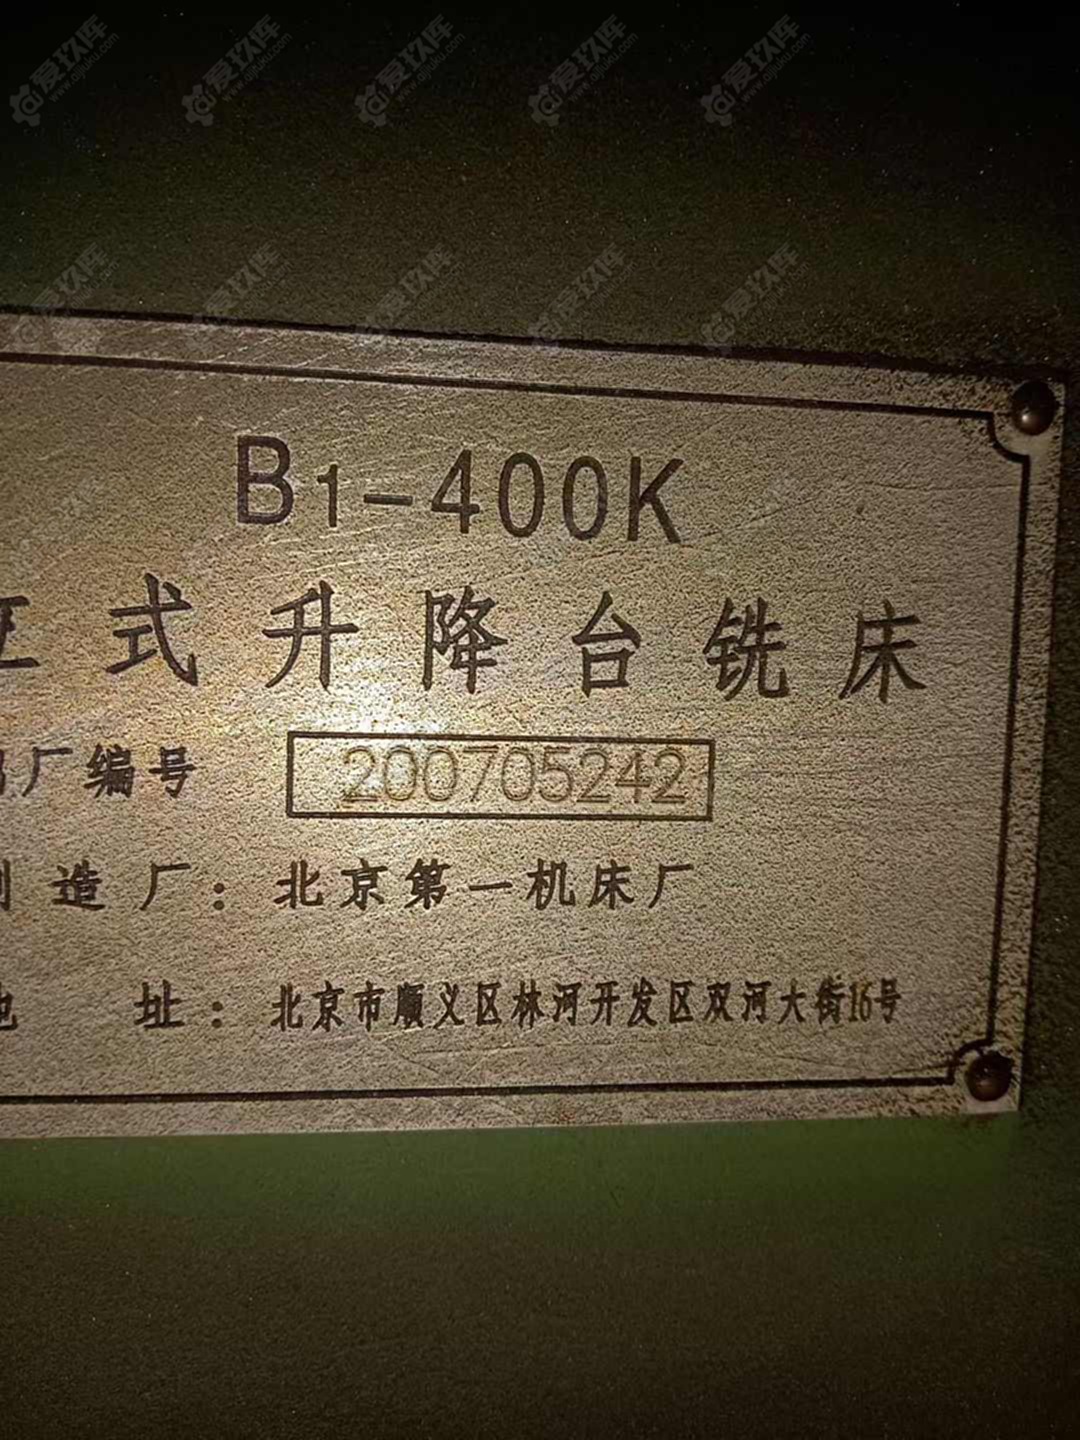 B1-400K
式升降台铣床
厂编号 200705242
造厂：北京第一机床厂
址：北京市顺义区林河开发区双河大街16号